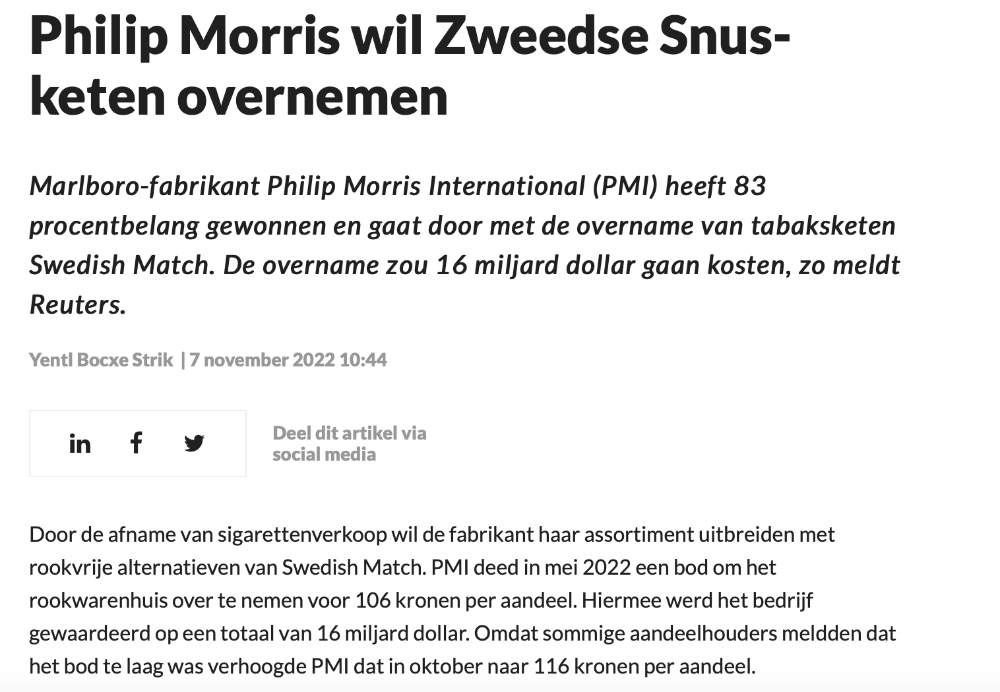 Philip Morris wil Zweedse Snus-
keten overnemen
Marlboro-fabrikant Philip Morris International (PMI) heeft 83
procentbelang gewonnen en gaat door met de overname van tabaksketen
Swedish Match. De overname zou 16 miljard dollar gaan kosten, zo meldt
Reuters.
Yentl Bocxe Strik | 7 november 2022 10:44
in f
Deel dit artikel via
social media
Door de afname van sigarettenverkoop wil de fabrikant haar assortiment uitbreiden met
rookvrije alternatieven van Swedish Match. PMI deed in mei 2022 een bod om het
rookwarenhuis over te nemen voor 106 kronen per aandeel. Hiermee werd het bedrijf
gewaardeerd op een totaal van 16 miljard dollar. Omdat sommige aandeelhouders meldden dat
het bod te laag was verhoogde PMI dat in oktober naar 116 kronen per aandeel.